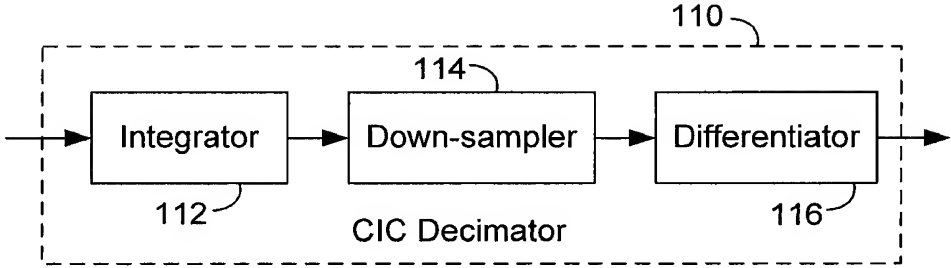 110
114
Integrator
Down-sampler
Differentiator
112
116
CIC Decimator